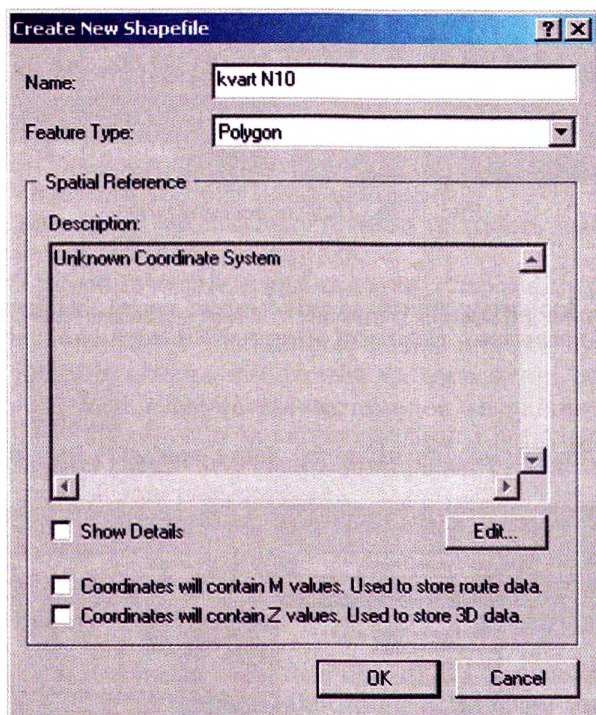 Create New Shapefile
Name: kvart N10
Feature Type: Polygon
Spatial Reference
Description:
Unknown Coordinate System
Show Details
Edit...
Coordinates will contain M values. Used to store route data.
Coordinates will contain Z values. Used to store 3D data.
OK Cancel